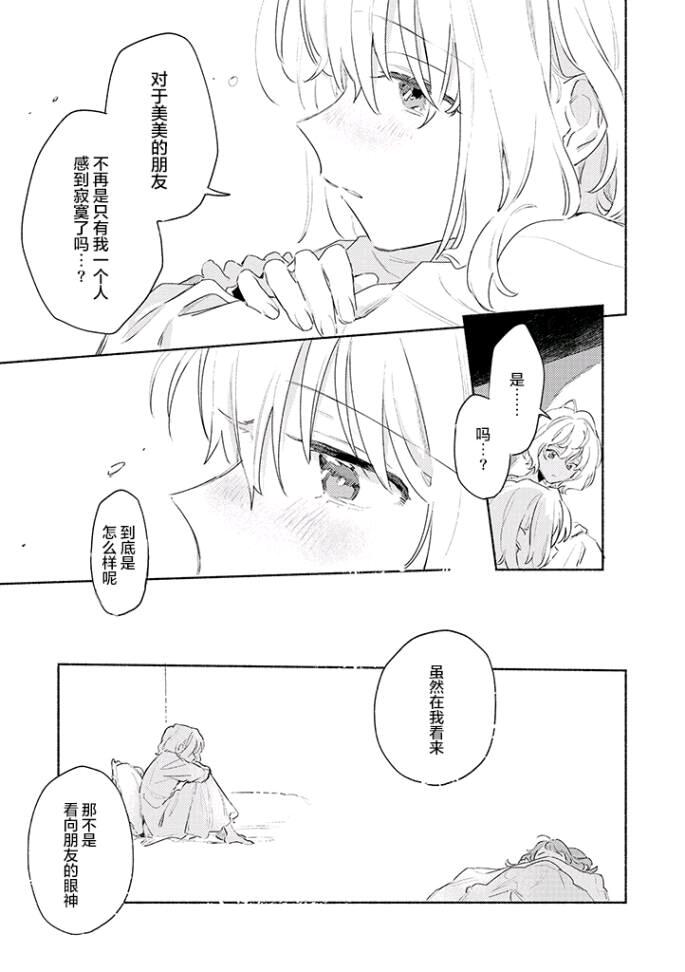 对于美美的朋友
不再是只有我一个人
感到寂寞了吗…?
是……
吗…?
到底是
怎么样呢
虽然在我看来
那不是
看向朋友的眼神